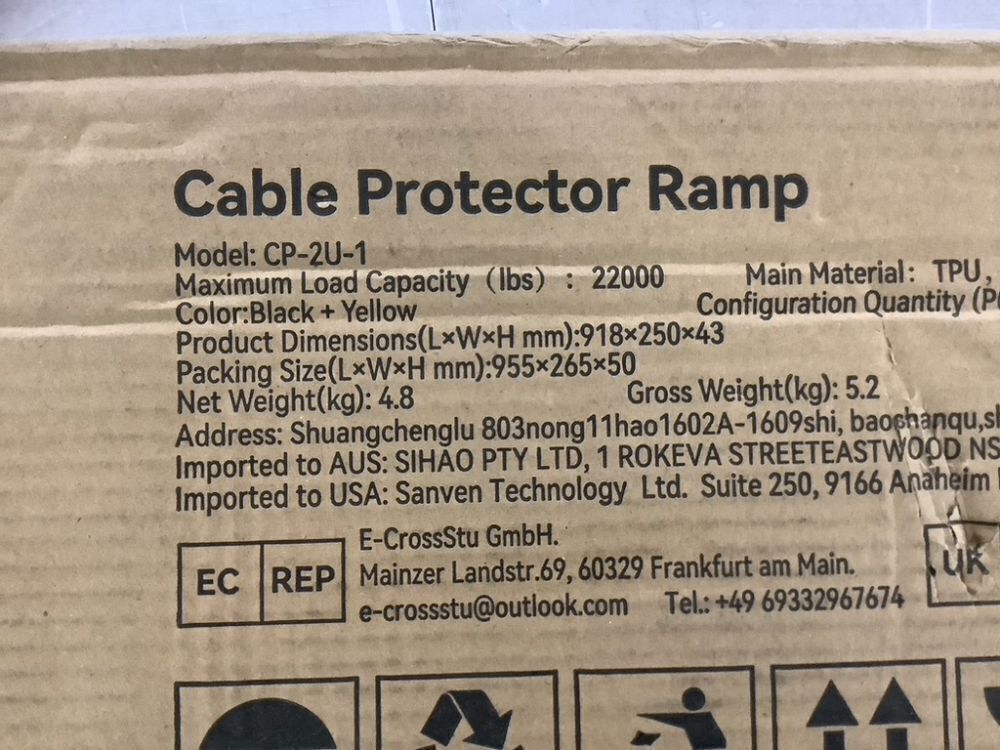 Cable Protector Ramp
Model: CP-2U-1
Maximum Load Capacity (lbs) : 22000 Main Material: TPU,
Color:Black + Yellow Configuration Quantity
Product Dimensions(L×W×H mm):918×250×43
Packing Size(L×W×H mm):955×265×50
Net Weight(kg): 4.8 Gross Weight(kg): 5.2
Address: Shuangchenglu 803nong11hao1602A-1609shi, baoshanqu,
Imported to AUS: SIHAO PTY LTD, 1 ROKEVA STREETEASTWOOD NS
Imported to USA: Sanven Technology Ltd. Suite 250, 9166 Anaheim
EC REP
E-CrossStu GmbH.
Mainzer Landstr.69, 60329 Frankfurt am Main.
e-crossstu@outlook.com Tel.: +49 69332967674
UK